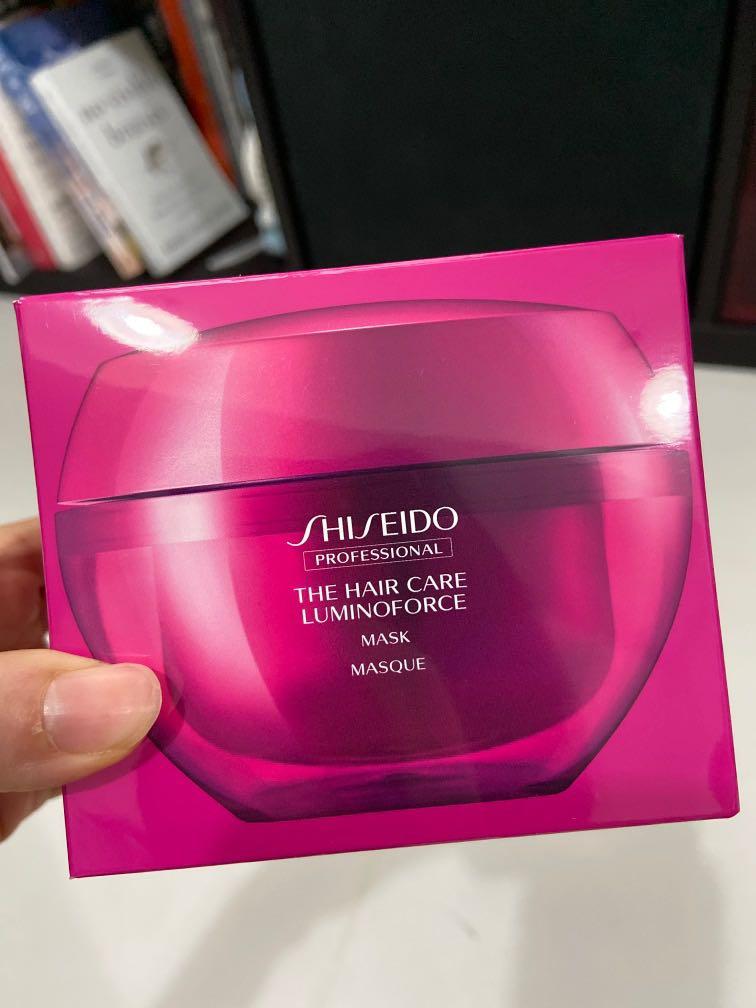 SHISEIDO
PROFESSIONAL
THE HAIR CARE
LUMINOFORCE
MASK
MASQUE